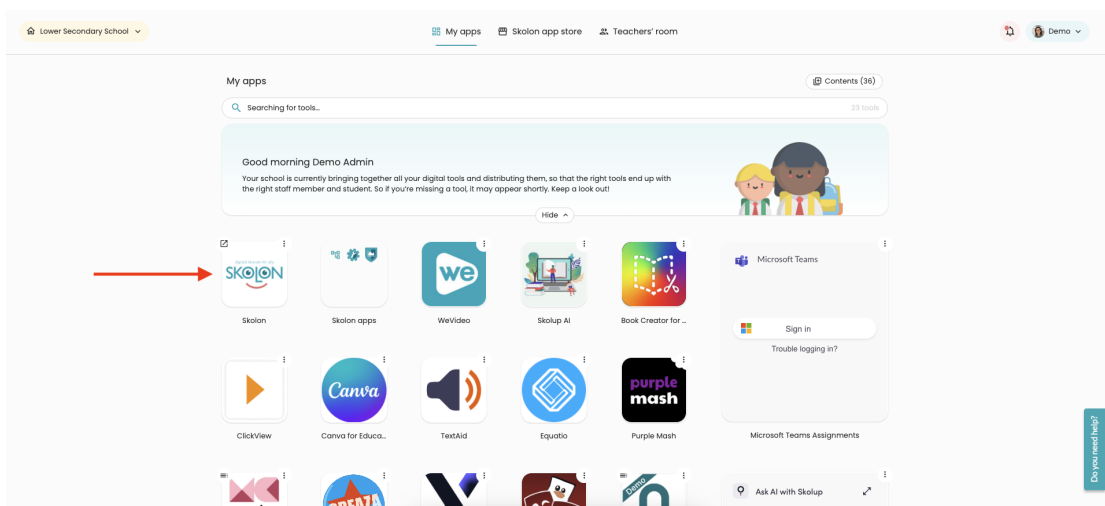 Lower Secondary School
My apps
Skolon app store
Teachers' room
Demo
My apps
Contents (36)
Searching for tools...
23 tools
Good morning Demo Admin
Your school is currently bringing together all your digital tools and distributing them, so that the right tools end up with
the right staff member and student. So if you're missing a tool, it may appear shortly. Keep a look out!
Hide
SKOLON
we
Microsoft Teams
Skolon
Skolon apps
WeVideo
Skolup AI
Book Creator for ...
Sign in
Trouble logging in?
Canva
purple
mash
ClickView
Canva for Educa...
TextAid
Equatio
Purple Mash
Microsoft Teams Assignments
Do you need help?
Demo
Ask AI with Skolup